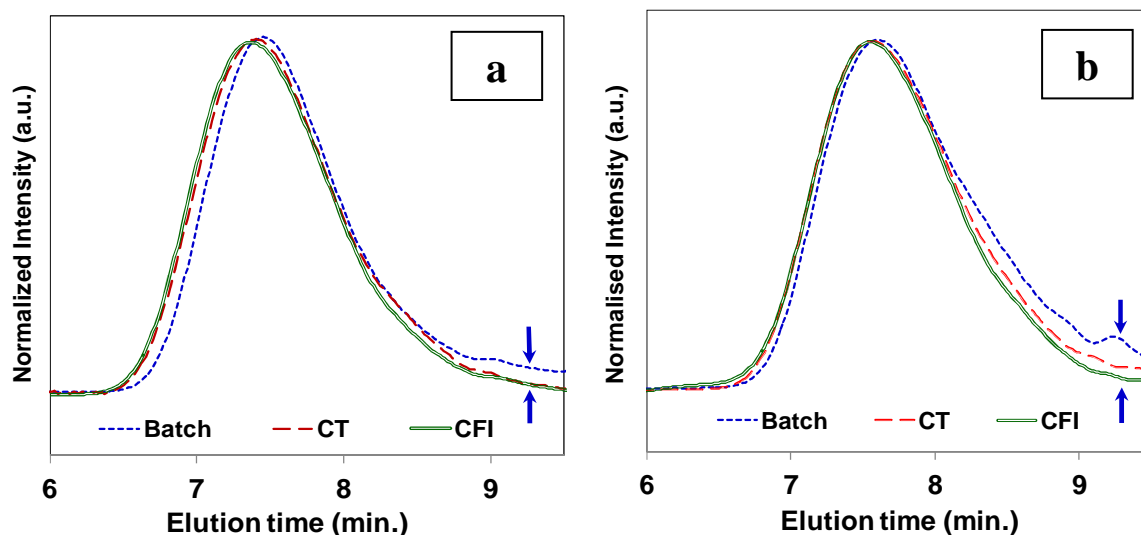 a
Normalized Intensity (a.u.)
Batch CT CFI
6 7 8 9
Elution time (min.)
b
Normalised Intensity (a.u.)
Batch CT CFI
6 7 8 9
Elution time (min.)